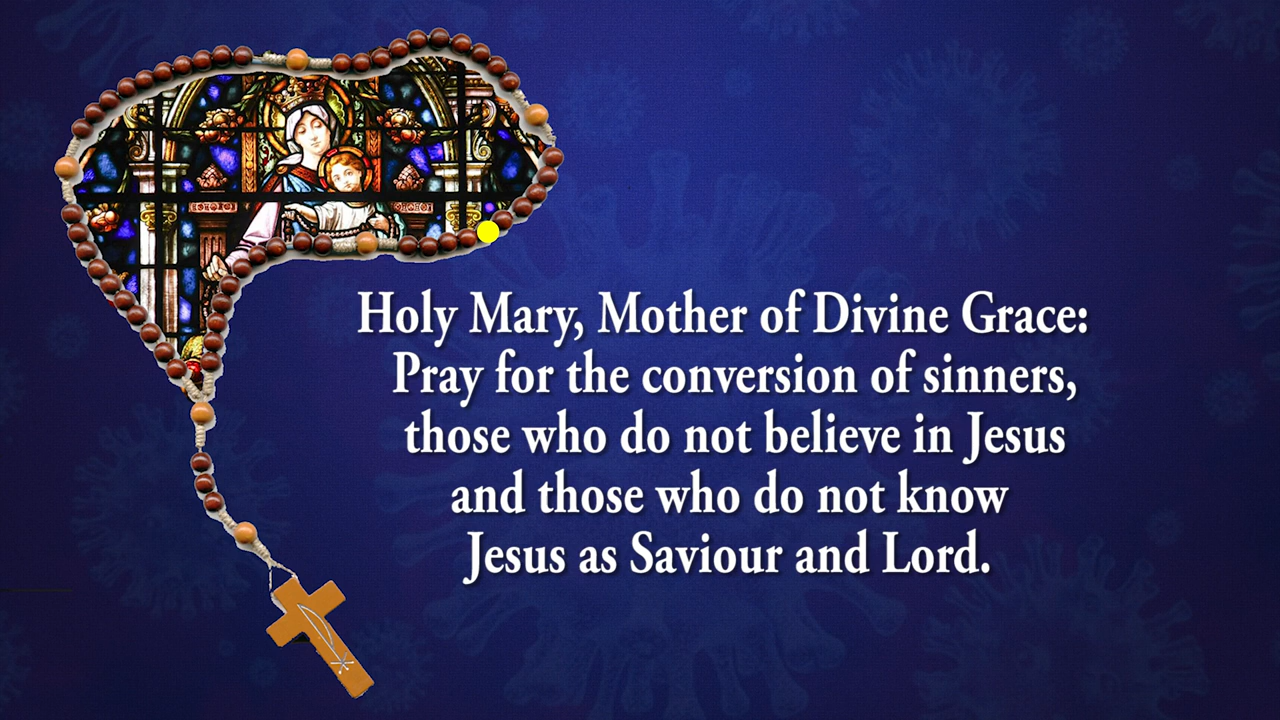 Holy Mary, Mother of Divine Grace:
Pray for the conversion of sinners,
those who do not believe in Jesus
and those who do not know
Jesus as Saviour and Lord.